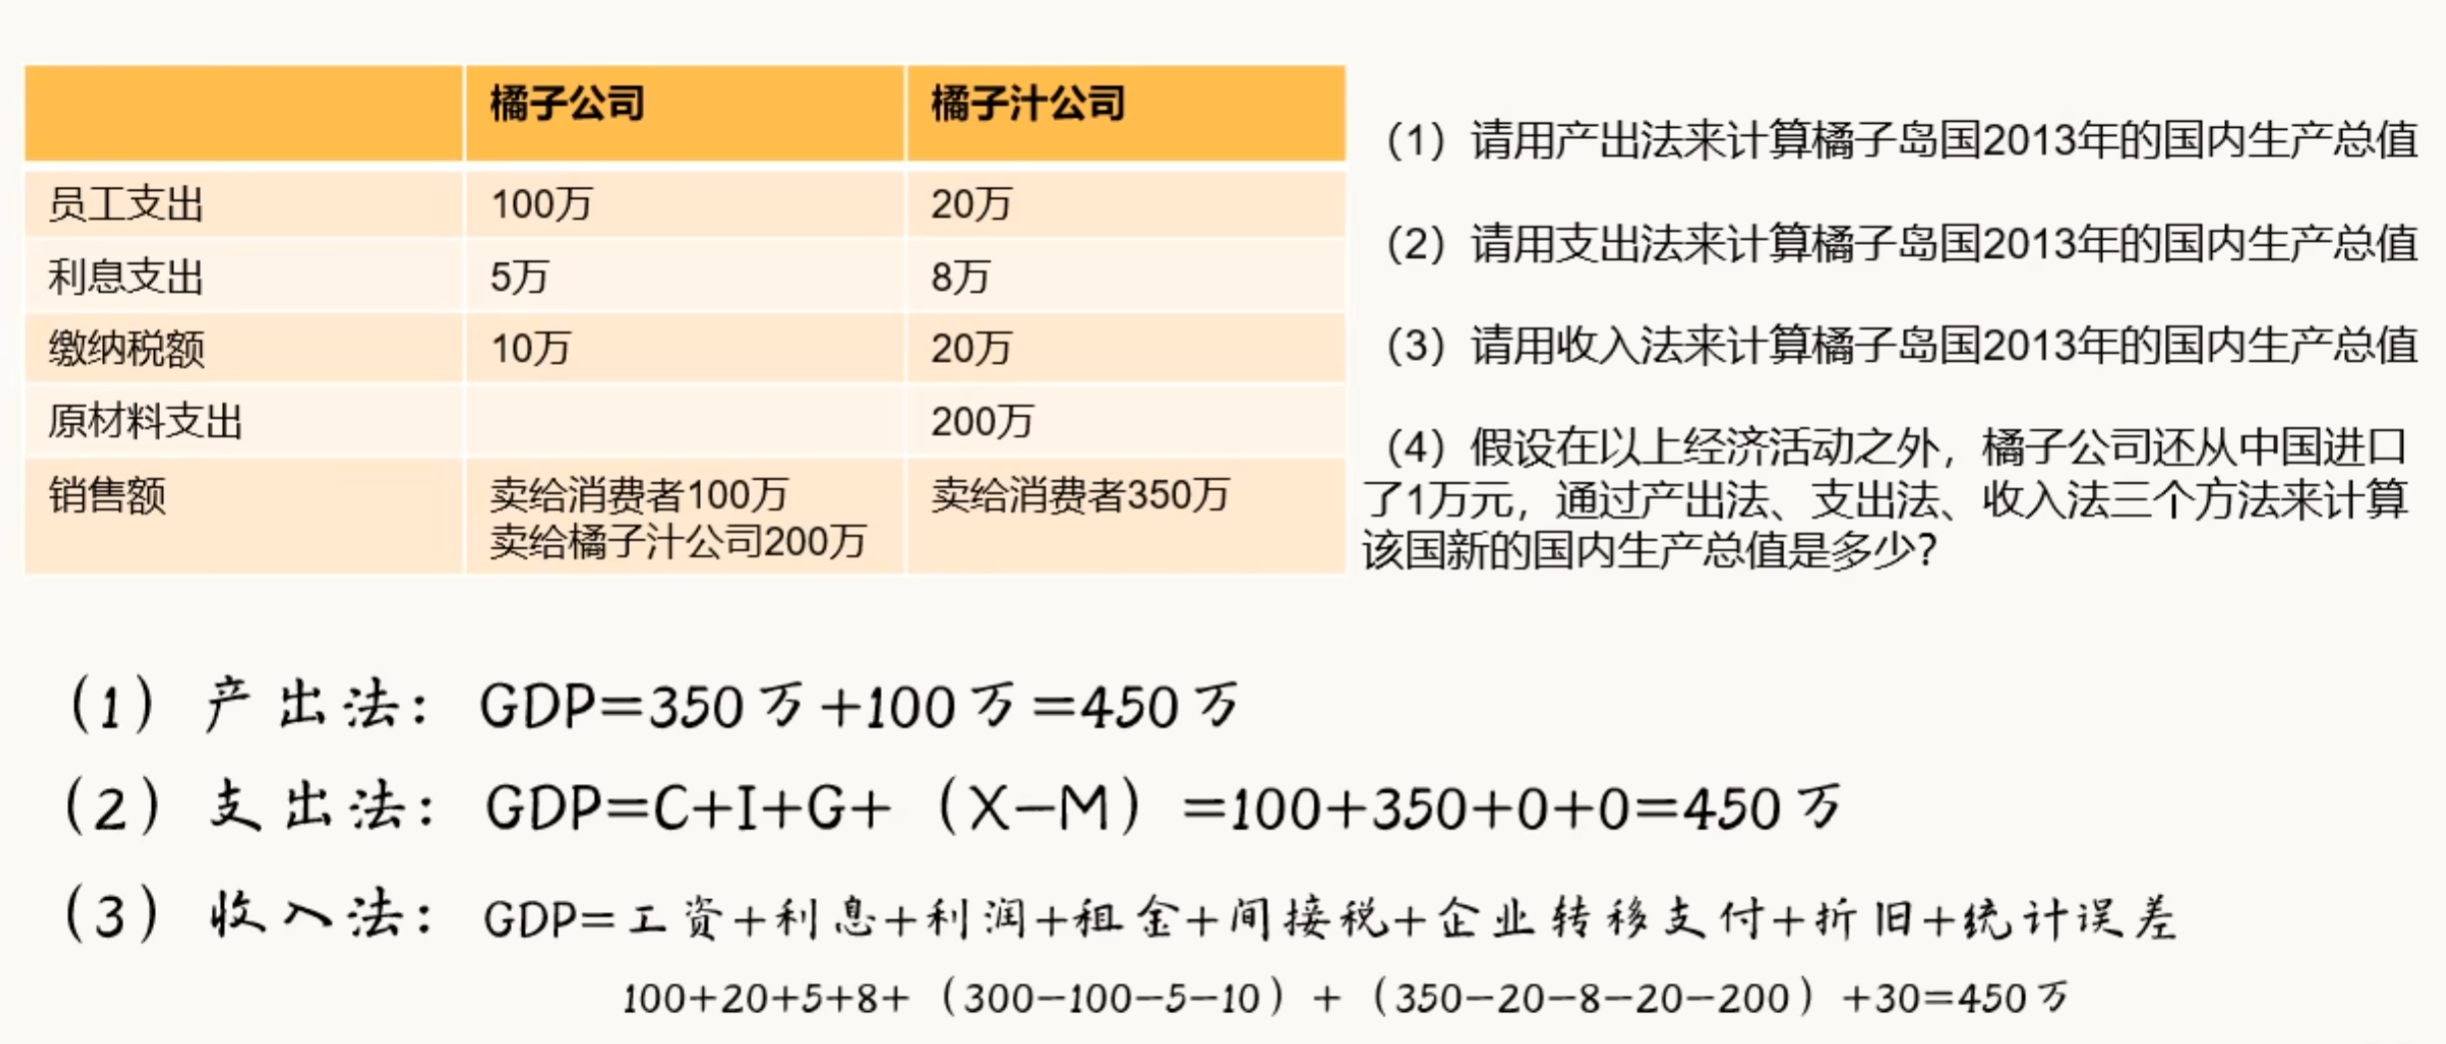 橘子公司 橘子汁公司
员工支出 100万 20万
利息支出 5万 8万
缴纳税额 10万 20万
原材料支出 200万
销售额 卖给消费者100万 卖给消费者350万
卖给橘子汁公司200万
（1）请用产出法来计算橘子岛国2013年的国内生产总值
（2）请用支出法来计算橘子岛国2013年的国内生产总值
（3）请用收入法来计算橘子岛国2013年的国内生产总值
（4）假设在以上经济活动之外，橘子公司还从中国进口
了1万元，通过产出法、支出法、收入法三个方法来计算
该国新的国内生产总值是多少？
（1）产出法：GDP=350万+100万=450万
（2）支出法：GDP=C+I+G+（X-M）=100+350+0+0=450万
（3）收入法：GDP=工资+利息+利润+租金+间接税+企业转移支付+折旧+统计误差
100+20+5+8+（300-100-5-10）+（350-20-8-20-200）+30=450万